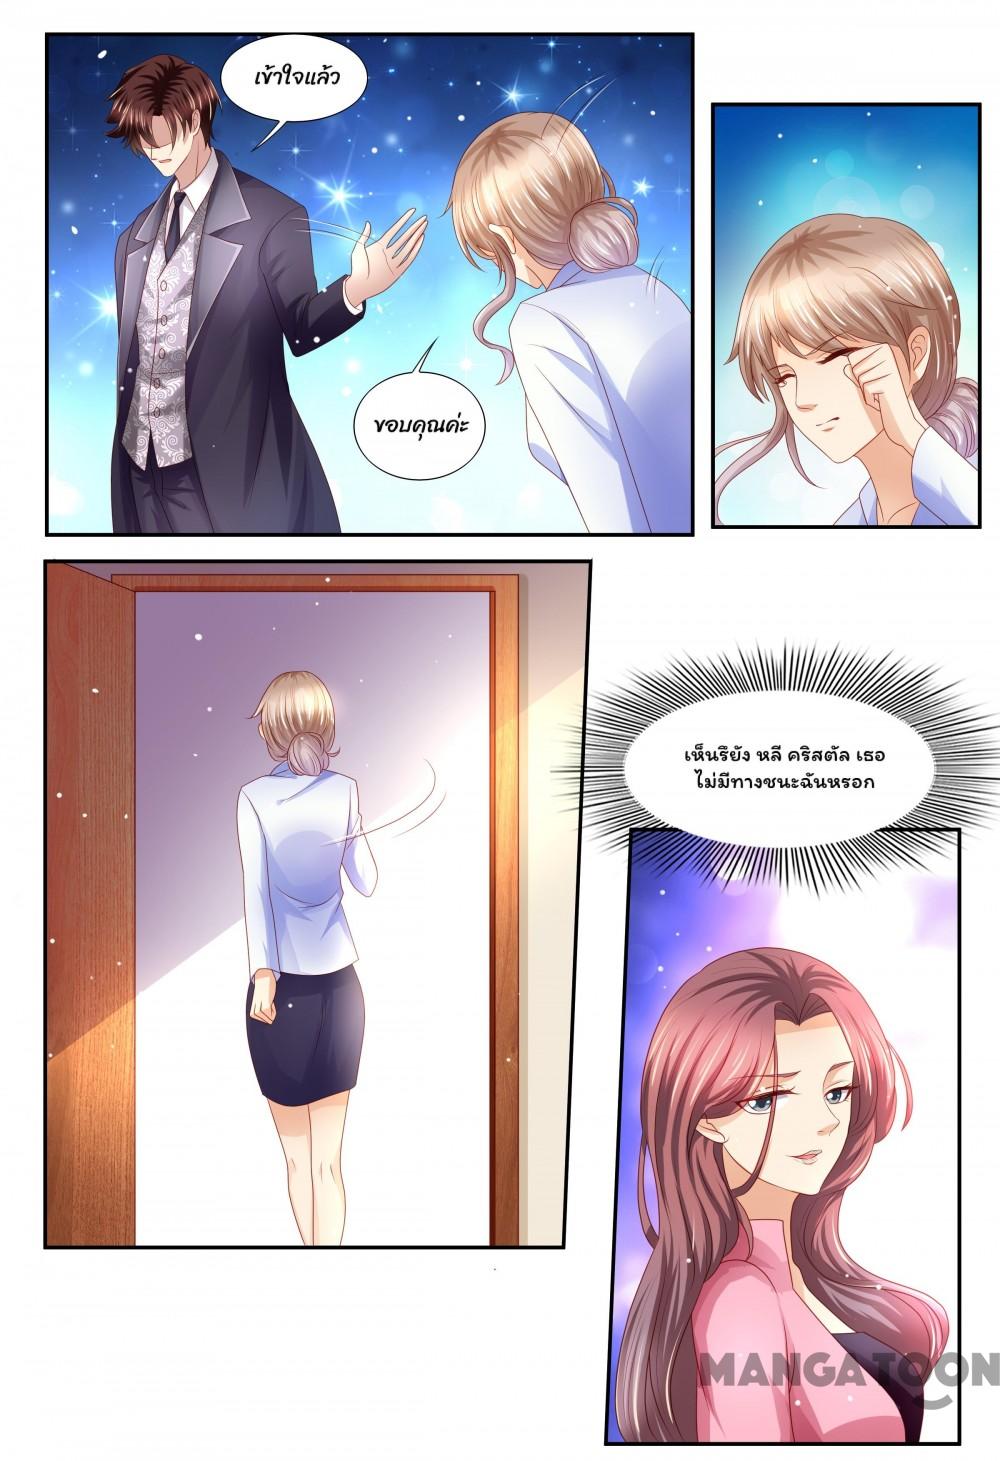 เข้าใจแล้ว
ขอบคุณค่ะ
เห็นรึยัง หลี คริสตัล เธอ
ไม่มีทางชนะฉันหรอก
MANGATOON